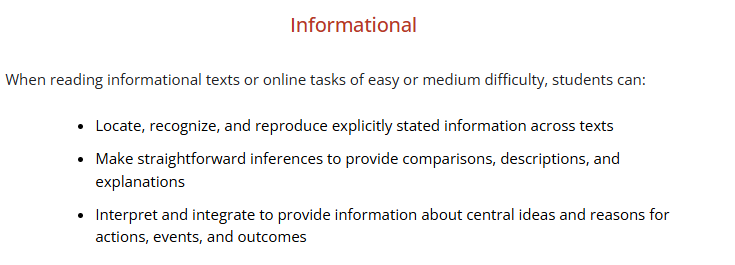 Informational
When reading informational texts or online tasks of easy or medium difficulty, students can:
• Locate, recognize, and reproduce explicitly stated information across texts
• Make straightforward inferences to provide comparisons, descriptions, and
explanations
• Interpret and integrate to provide information about central ideas and reasons for
actions, events, and outcomes